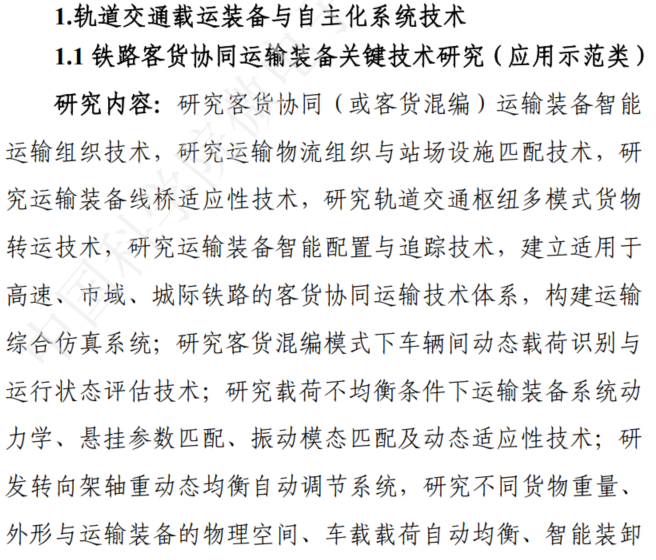 1.轨道交通载运装备与自主化系统技术
1.1 铁路客货协同运输装备关键技术研究（应用示范类）
研究内容：研究客货协同（或客货混编）运输装备智能
运输组织技术，研究运输物流组织与站场设施匹配技术，研
究运输装备线桥适应性技术，研究轨道交通枢纽多模式货物
转运技术，研究运输装备智能配置与追踪技术，建立适用于
高速、市域、城际铁路的客货协同运输技术体系，构建运输
综合仿真系统；研究客货混编模式下车辆间动态载荷识别与
运行状态评估技术；研究载荷不均衡条件下运输装备系统动
力学、悬挂参数匹配、振动模态匹配及动态适应性技术；研
发转向架轴重动态均衡自动调节系统，研究不同货物重量、
外形与运输装备的物理空间、车载载荷自动均衡、智能装卸
中国科学院微电子